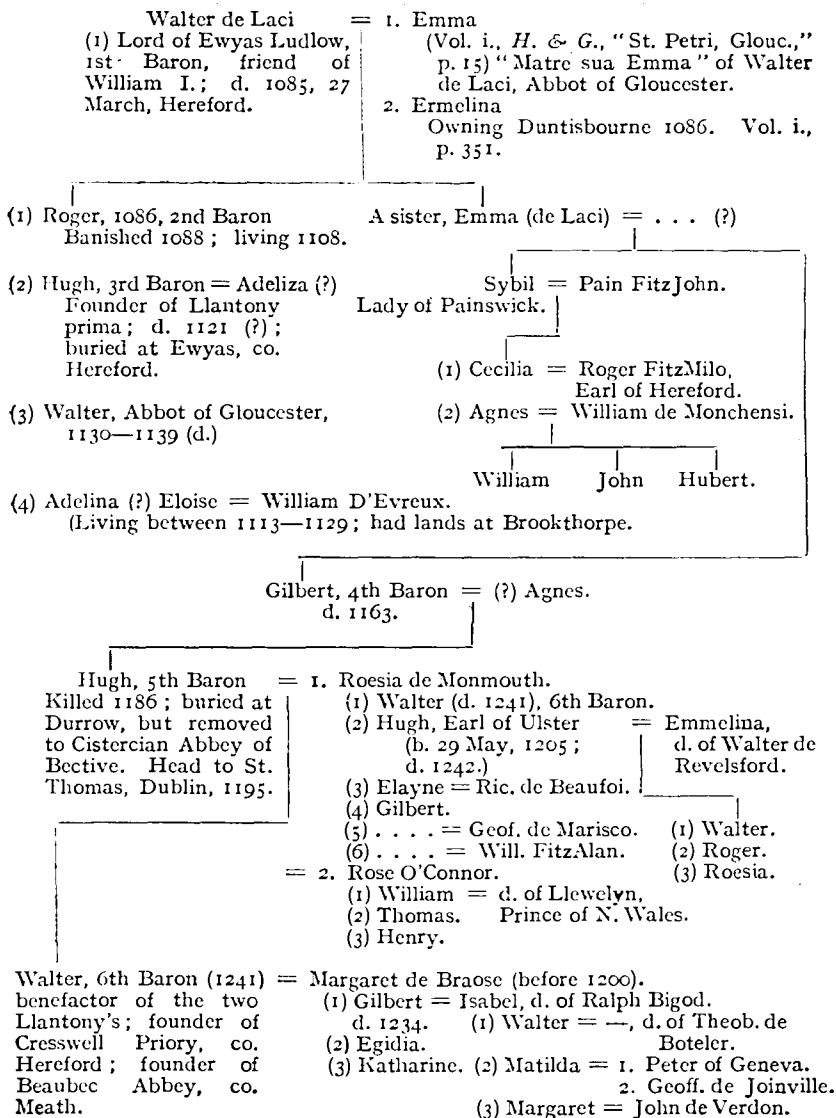 Walter de Laci = 1. Emma
(1) Lord of Ewyas Ludlow, (Vol. i., H. & G., "St. Petri, Glouc.,"
1st Baron, friend of p. 15) "Matre sua Emma" of Walter
William I.; d. 1085, 27 de Laci, Abbot of Gloucester.
March, Hereford. 2. Ermelina
Owning Duntisbourne 1086. Vol. i.,
p. 351.
(1) Roger, 1086, 2nd Baron A sister, Emma (de Laci) = . . . (?)
Banished 1088; living 1108.
(2) Hugh, 3rd Baron = Adeliza (?) Sybil = Pain FitzJohn.
Founder of Llantony Lady of Painswick.
prima; d. 1121 (?);
buried at Ewyas, co.
Hereford. (1) Cecilia = Roger FitzMilo,
Earl of Hereford.
(3) Walter, Abbot of Gloucester, (2) Agnes = William de Monchensi.
1130—1139 (d.)
William John Hubert.
(4) Adelina (?) Eloise = William D'Evreux.
(Living between 1113—1129; had lands at Brookthorpe.
Gilbert, 4th Baron = (?) Agnes.
d. 1163.
Hugh, 5th Baron = 1. Roesia de Monmouth.
Killed 1186; buried at (1) Walter (d. 1241), 6th Baron.
Durrow, but removed (2) Hugh, Earl of Ulster = Emmelina,
to Cistercian Abbey of (b. 29 May, 1205; d. of Walter de
Bective. Head to St. d. 1242.) Revelsford.
Thomas, Dublin, 1195. (3) Elayne = Ric. de Beaufoi.
(4) Gilbert.
(5) . . . . = Geof. de Marisco. (1) Walter.
(6) . . . . = Will. FitzAlan. (2) Roger.
= 2. Rose O'Connor. (3) Roesia.
(1) William = d. of Llewelyn,
(2) Thomas. Prince of N. Wales.
(3) Henry.
Walter, 6th Baron (1241) = Margaret de Braose (before 1200).
benefactor of the two (1) Gilbert = Isabel, d. of Ralph Bigod.
Llantony's; founder of d. 1234. (1) Walter = —, d. of Theob. de
Cresswell Priory, co. (2) Egidia. Boteler.
Hereford; founder of (3) Katharine. (2) Matilda = 1. Peter of Geneva.
Beaubec Abbey, co. 2. Geoff. de Joinville.
Meath. (3) Margaret = John de Verdon.